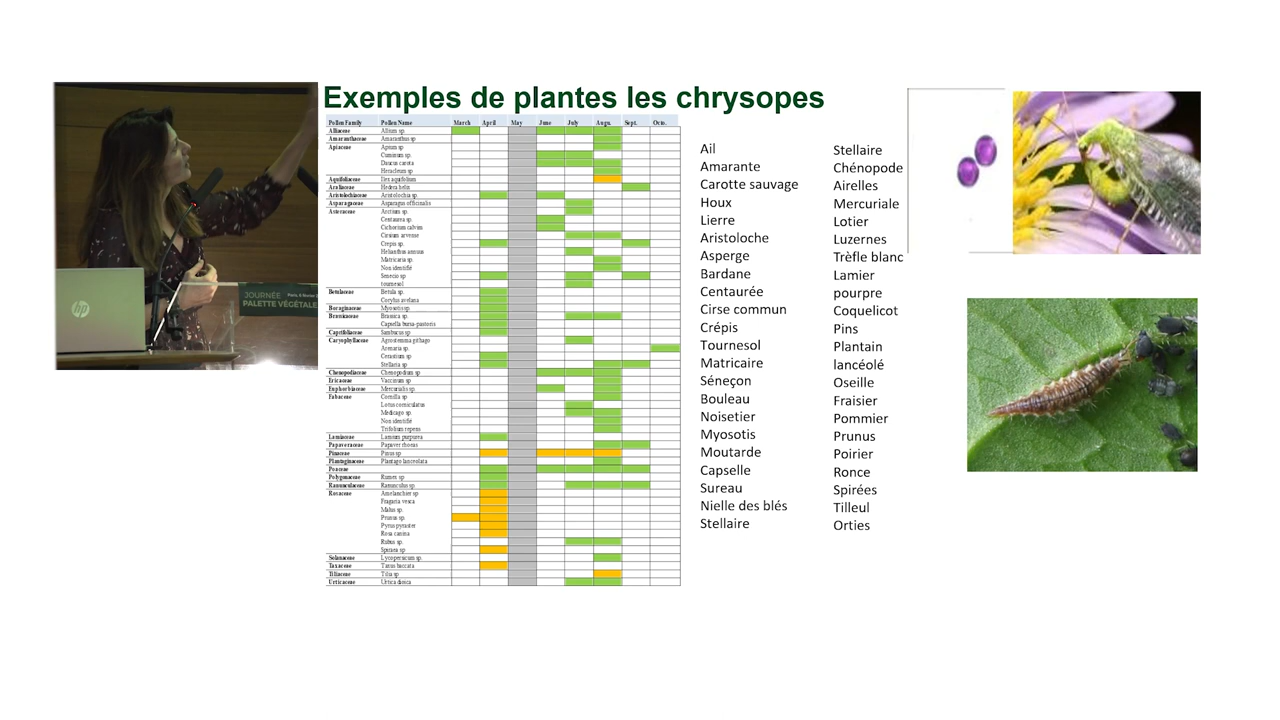 Exemples de plantes les chrysopes
Pollen Family Pollen Name March April May June July Augu. Sept. Octo.
Alliaceae Allium sp.
Amaranthaceae Amaranthus sp
Apiaceae Apium sp
Cuminum sp.
Daucus carota
Heracleum sp
Aquifoliaceae Ilex aquifolium
Araliaceae Hedera helix
Aristolochiaceae Aristolochia sp
Asparagaceae Asparagus officinalis
Asteraceae Arctium sp.
Centaurea sp.
Cichorium calvim
Cirsium arvense
Crepis sp.
Helianthus annuus
Matricaria sp.
Non identifié
Senecio sp
tournesol
Betulaceae Betula sp.
Corylus avelana
Boraginaceae Myosotis sp.
Brassicaceae Brassica sp.
Capsella bursa-pastoris
Caprifoliaceae Sambucus sp
Caryophyllaceae Agrostemma githago
Arenaria sp.
Cerastium sp
Stellaria sp
Chenopodiaceae Chenopodium sp
Ericaceae Vaccinium sp
Euphorbiaceae Mercurialis sp.
Fabaceae Coronilla sp
Lotus corniculatus
Medicago sp.
Non identifié
Trifolium repens
Lamiaceae Lamium purpurea
Papaveraceae Papaver rhoeas
Pinaceae Pinus sp
Plantaginaceae Plantago lanceolata
Poaceae
Polygonaceae Rumex sp
Ranunculaceae Ranunculus sp.
Rosaceae Amelanchier sp
Fragaria vesca
Malus sp.
Prunus sp.
Pyrus pyraster
Rosa canina
Rubus sp.
Spiraea sp
Solanaceae Lycopersicum sp.
Taxaceae Taxus baccata
Tiliaceae Tilia sp
Urticaceae Urtica dioica
Ail
Amarante
Carotte sauvage
Houx
Lierre
Aristoloche
Asperge
Bardane
Centaurée
Cirse commun
Crépis
Tournesol
Matricaire
Séneçon
Bouleau
Noisetier
Myosotis
Moutarde
Capselle
Sureau
Nielle des blés
Stellaire
Stellaire
Chénopode
Airelles
Mercuriale
Lotier
Luzernes
Trèfle blanc
Lamier
pourpre
Coquelicot
Pins
Plantain
lancéolé
Oseille
Fraisier
Pommier
Prunus
Poirier
Ronce
Spirées
Tilleul
Orties
hp
JOURNÉE
PALETTE VÉGÉTALE